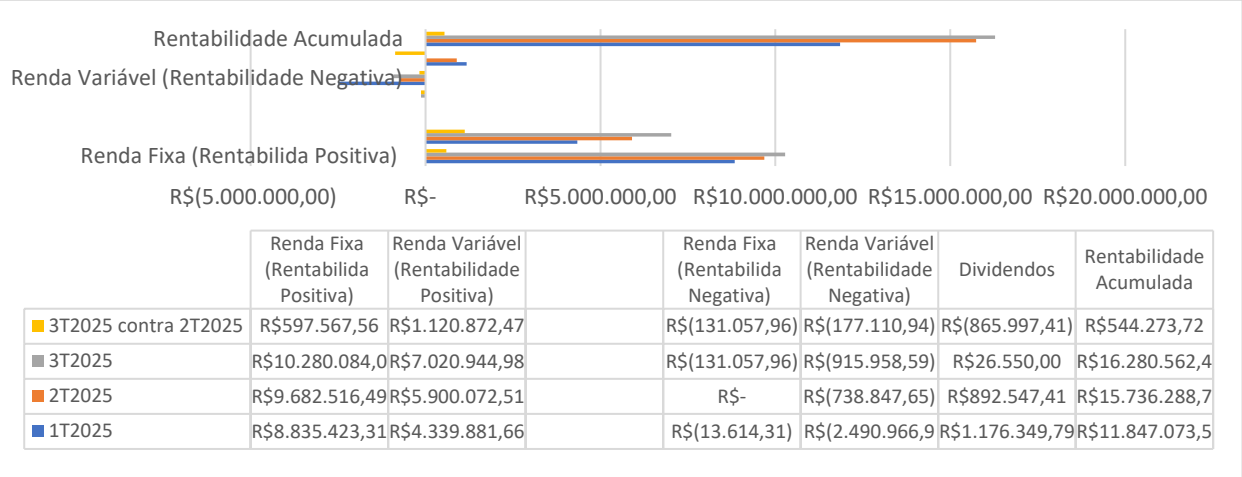 Rentabilidade Acumulada
Renda Variável (Rentabilidade Negativa)
Renda Fixa (Rentabilida Positiva)
R$(5.000.000,00) R$- R$5.000.000,00 R$10.000.000,00 R$15.000.000,00 R$20.000.000,00
Renda Fixa Renda Variável Renda Fixa Renda Variável
(Rentabilida (Rentabilidade (Rentabilida (Rentabilidade Dividendos Rentabilidade
Positiva) Positiva) Negativa) Negativa) Acumulada
3T2025 contra 2T2025 R$597.567,56 R$1.120.872,47 R$(131.057,96) R$(177.110,94) R$(865.997,41) R$544.273,72
3T2025 R$10.280.084,0 R$7.020.944,98 R$(131.057,96) R$(915.958,59) R$26.550,00 R$16.280.562,4
2T2025 R$9.682.516,49 R$5.900.072,51 R$- R$(738.847,65) R$892.547,41 R$15.736.288,7
1T2025 R$8.835.423,31 R$4.339.881,66 R$(13.614,31) R$(2.490.966,9 R$1.176.349,79 R$11.847.073,5